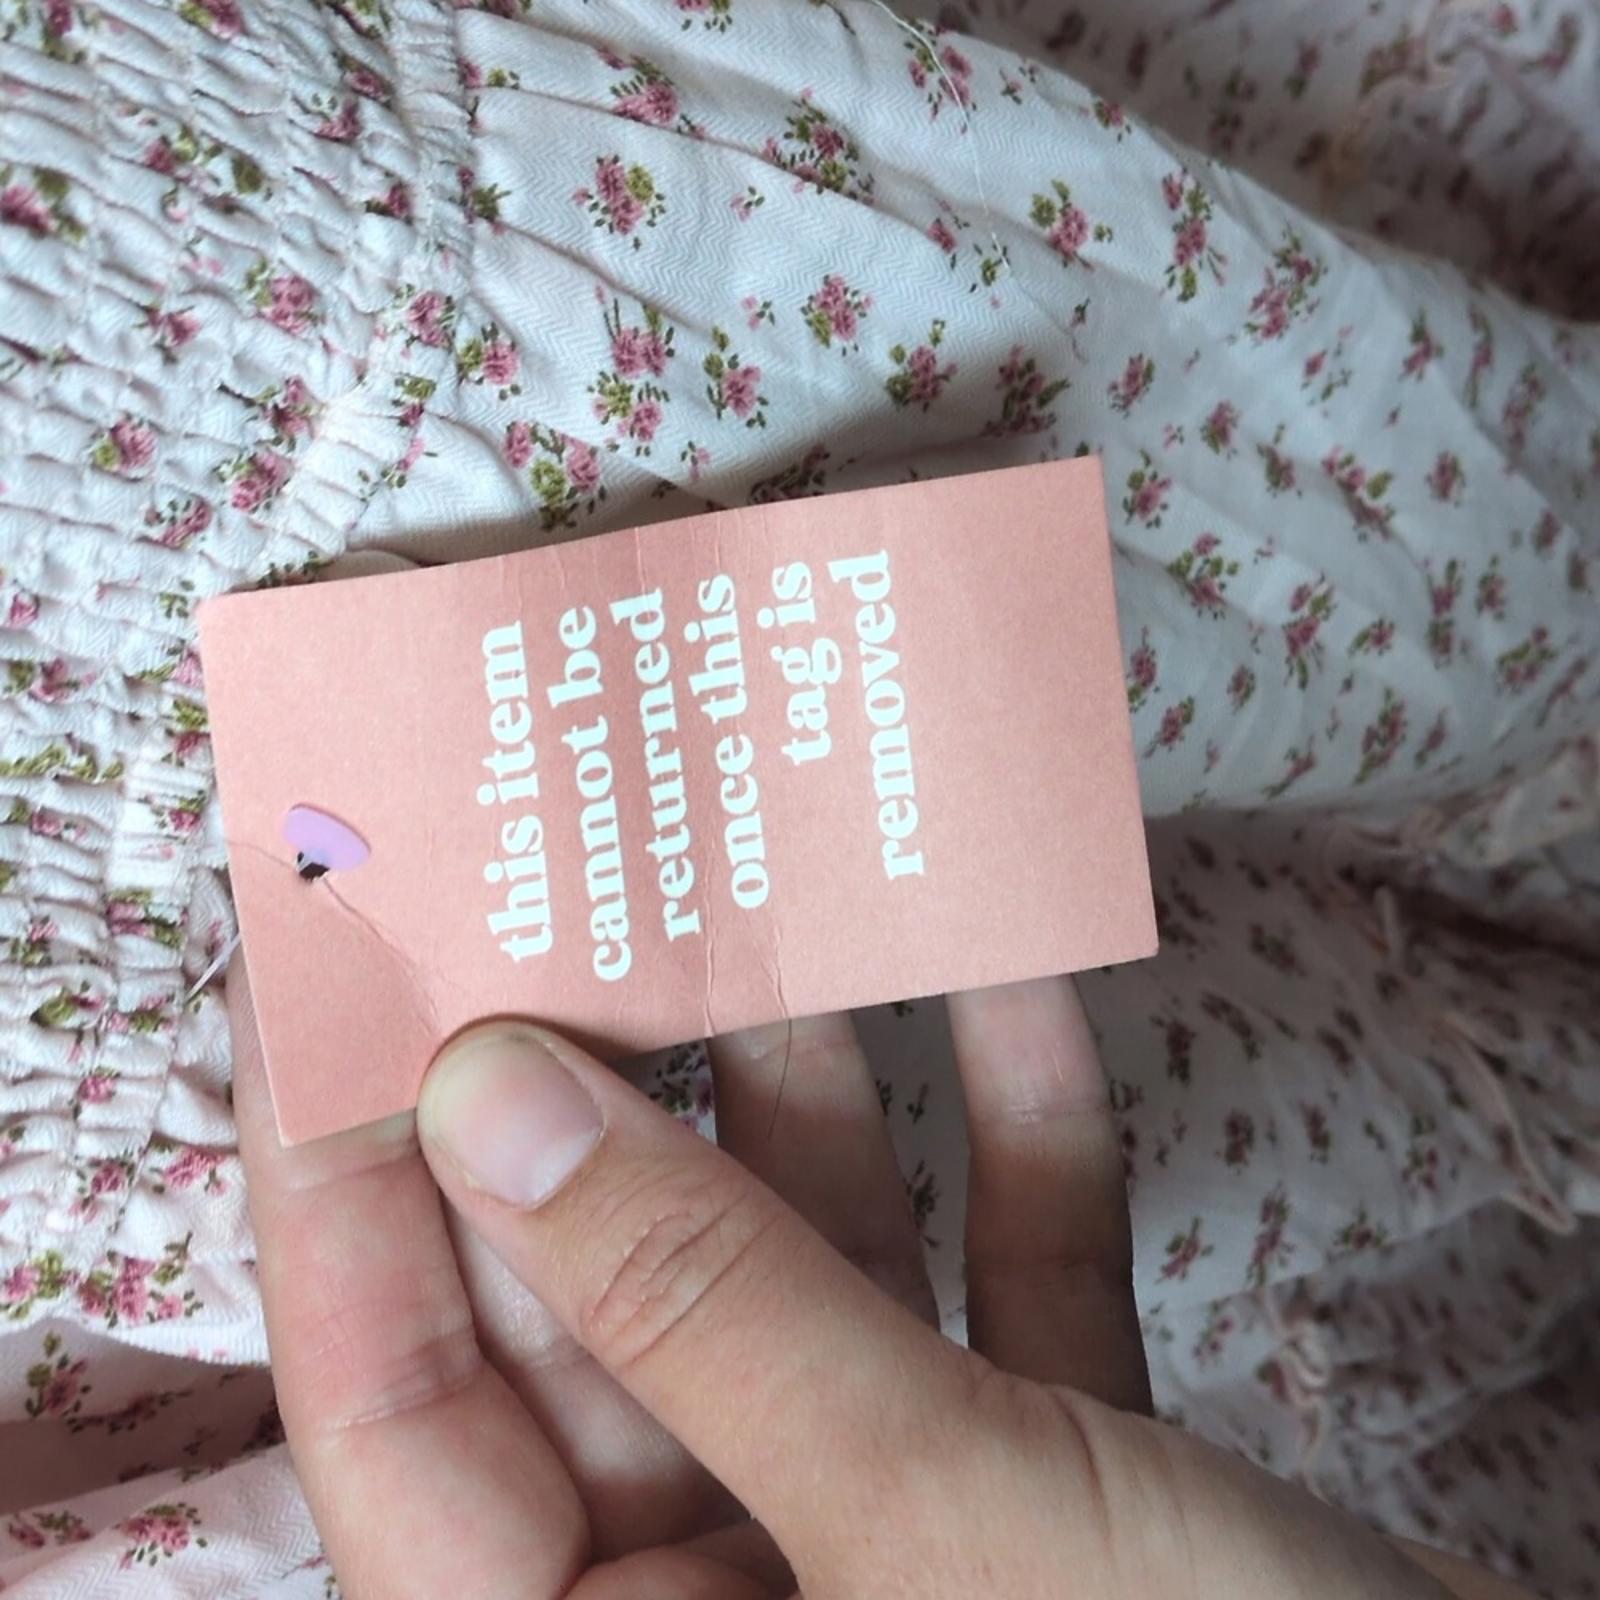 this item
cannot be
returned
once this
tag is
removed